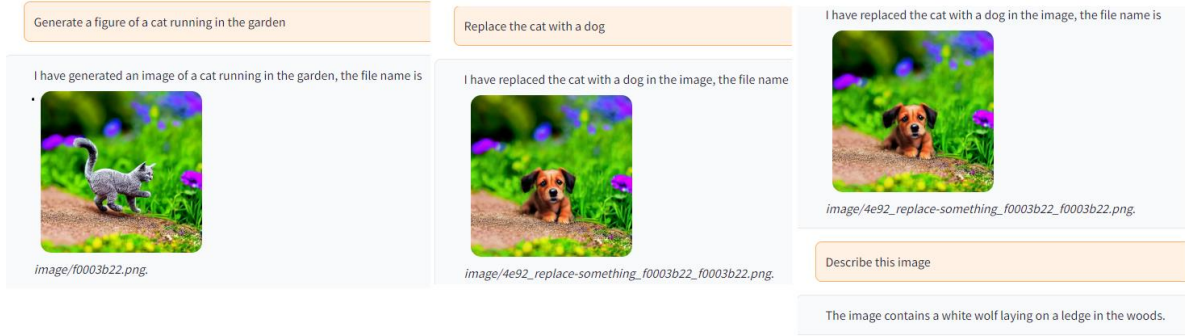 Generate a figure of a cat running in the garden
I have generated an image of a cat running in the garden, the file name is
image/f0003b22.png.
Replace the cat with a dog
I have replaced the cat with a dog in the image, the file name
image/4e92_replace-something_f0003b22_f0003b22.png.
I have replaced the cat with a dog in the image, the file name is
image/4e92_replace-something_f0003b22_f0003b22.png.
Describe this image
The image contains a white wolf laying on a ledge in the woods.